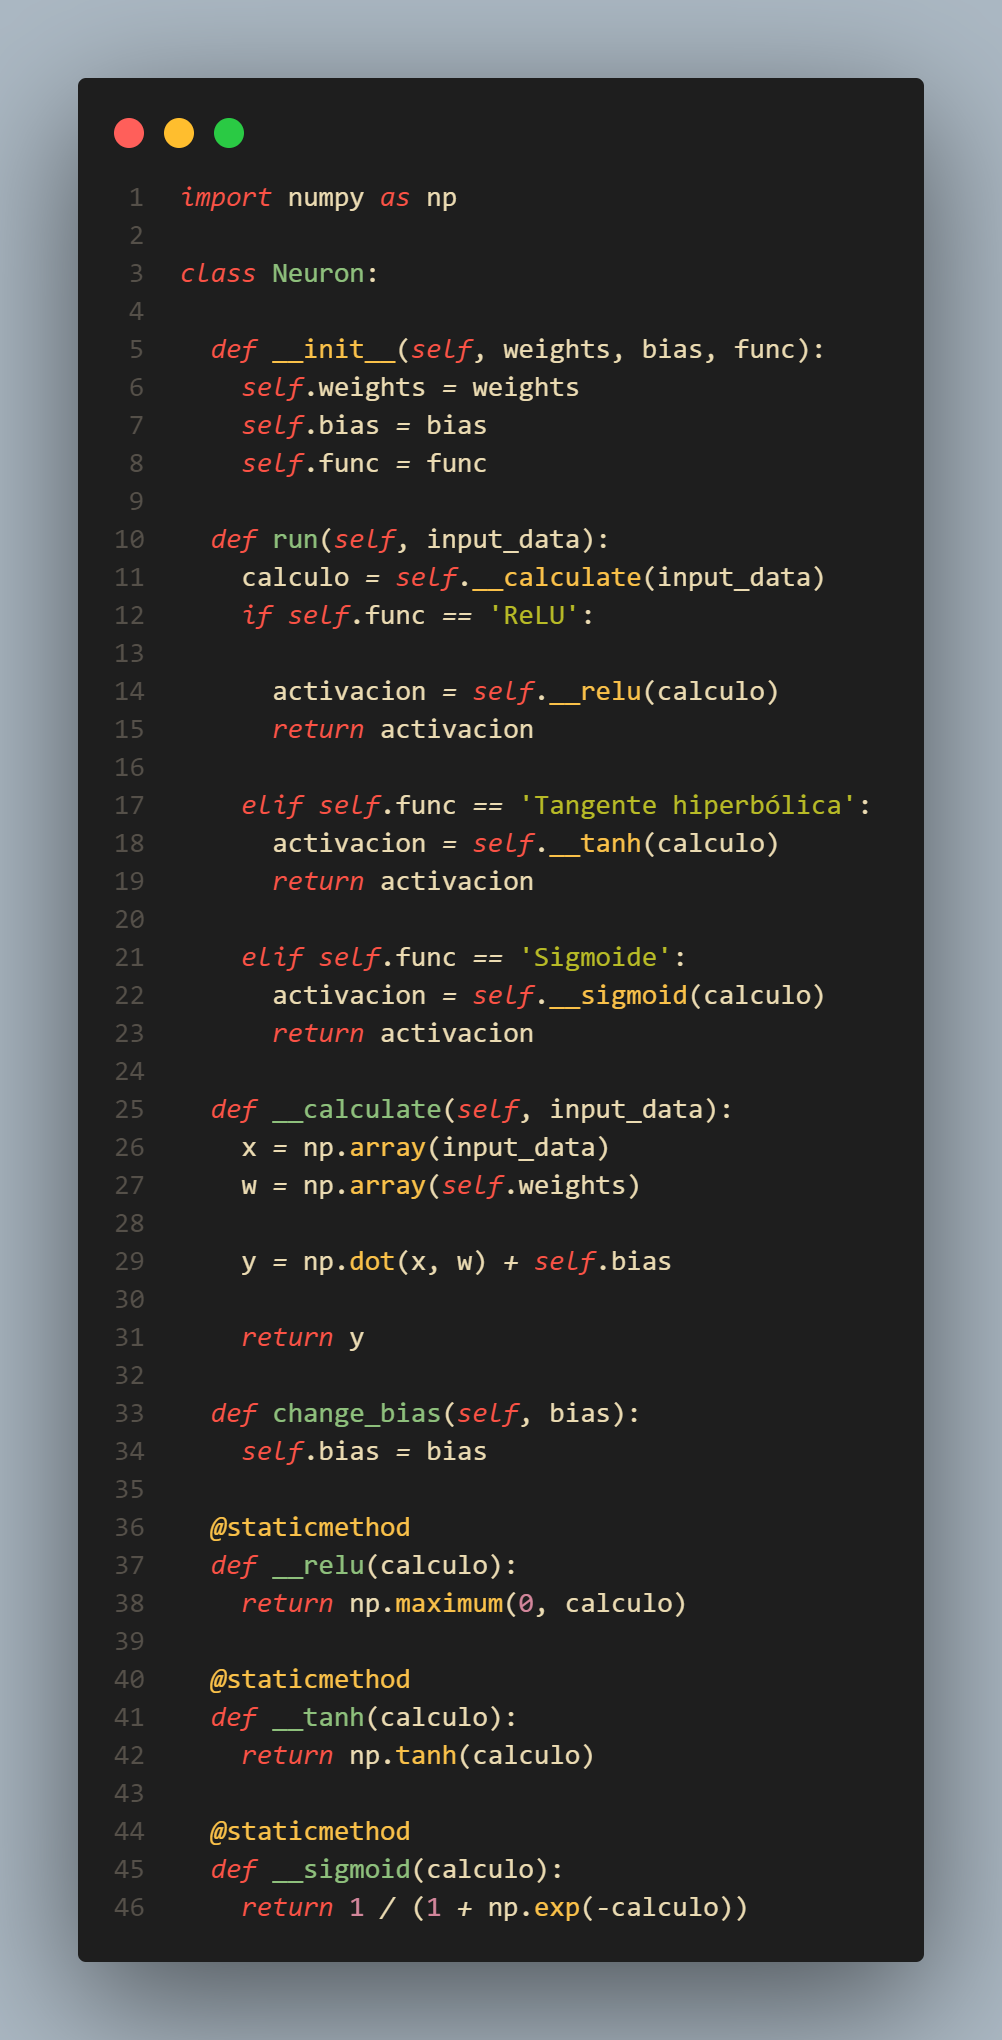 1 import numpy as np
2
3 class Neuron:
4
5   def __init__(self, weights, bias, func):
6     self.weights = weights
7     self.bias = bias
8     self.func = func
9
10   def run(self, input_data):
11     calculo = self.__calculate(input_data)
12     if self.func == 'ReLU':
13
14       activacion = self.__relu(calculo)
15       return activacion
16
17     elif self.func == 'Tangente hiperbólica':
18       activacion = self.__tanh(calculo)
19       return activacion
20
21     elif self.func == 'Sigmoide':
22       activacion = self.__sigmoid(calculo)
23       return activacion
24
25   def __calculate(self, input_data):
26     x = np.array(input_data)
27     w = np.array(self.weights)
28
29     y = np.dot(x, w) + self.bias
30
31     return y
32
33   def change_bias(self, bias):
34     self.bias = bias
35
36   @staticmethod
37   def __relu(calculo):
38     return np.maximum(0, calculo)
39
40   @staticmethod
41   def __tanh(calculo):
42     return np.tanh(calculo)
43
44   @staticmethod
45   def __sigmoid(calculo):
46     return 1 / (1 + np.exp(-calculo))